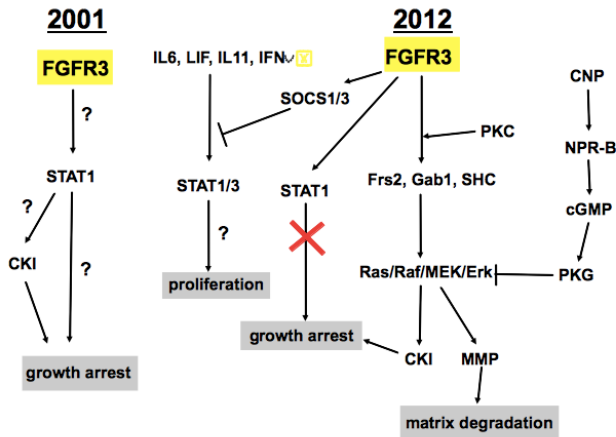 2001
FGFR3
?
STAT1
?
?
CKI
growth arrest
2012
IL6, LIF, IL11, IFN
FGFR3
SOCS1/3
CNP
PKC
NPR-B
STAT1/3
STAT1
Frs2, Gab1, SHC
cGMP
?
proliferation
Ras/Raf/MEK/Erk
PKG
growth arrest
CKI
MMP
matrix degradation